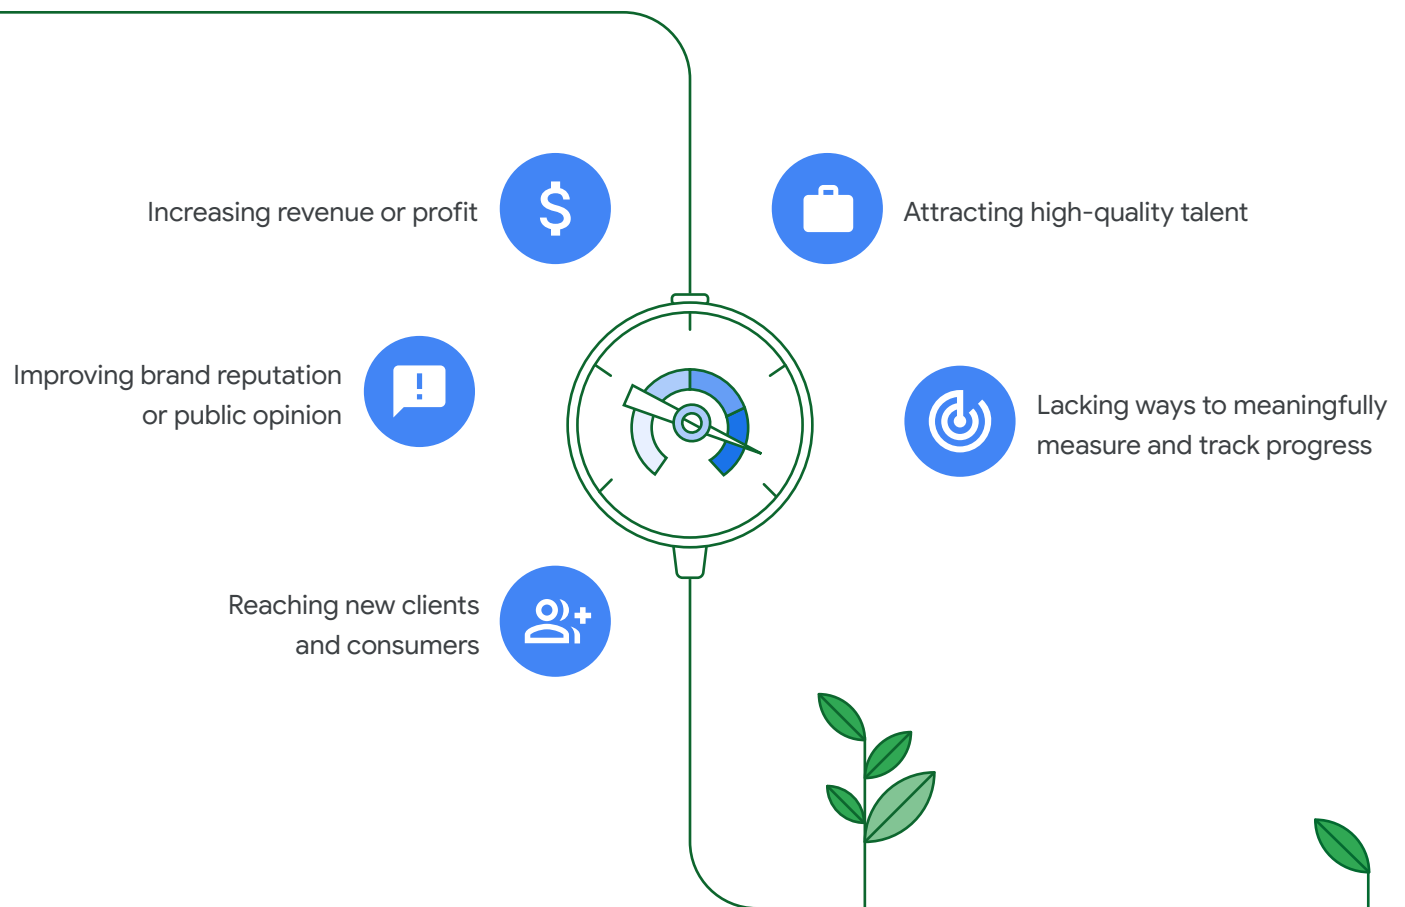 Increasing revenue or profit
Attracting high-quality talent
Improving brand reputation
or public opinion
Lacking ways to meaningfully
measure and track progress
Reaching new clients
and consumers